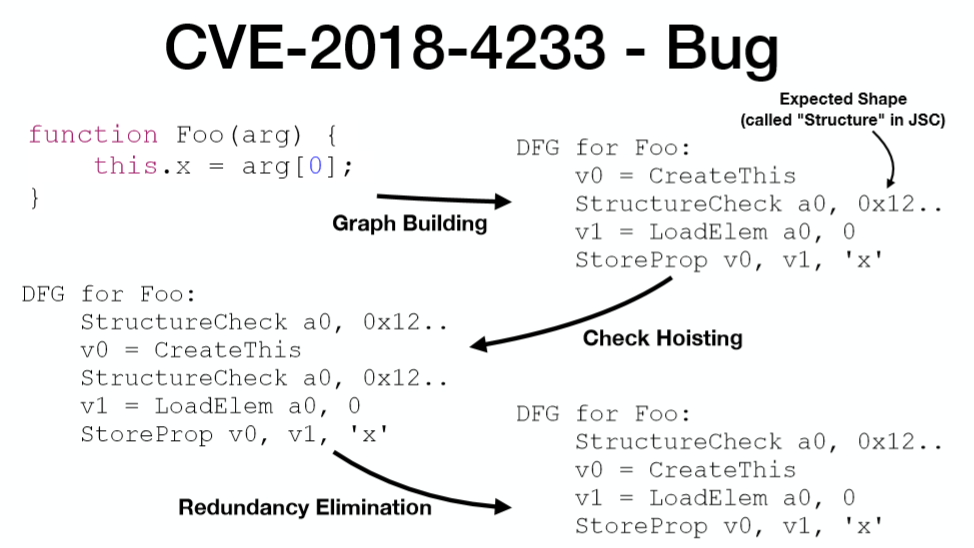 CVE-2018-4233 - Bug
function Foo(arg) {
    this.x = arg[0];
}
Graph Building
Expected Shape
(called "Structure" in JSC)
DFG for Foo:
    v0 = CreateThis
    StructureCheck a0, 0x12..
    v1 = LoadElem a0, 0
    StoreProp v0, v1, 'x'
Check Hoisting
DFG for Foo:
    StructureCheck a0, 0x12..
    v0 = CreateThis
    StructureCheck a0, 0x12..
    v1 = LoadElem a0, 0
    StoreProp v0, v1, 'x'
Redundancy Elimination
DFG for Foo:
    StructureCheck a0, 0x12..
    v0 = CreateThis
    v1 = LoadElem a0, 0
    StoreProp v0, v1, 'x'